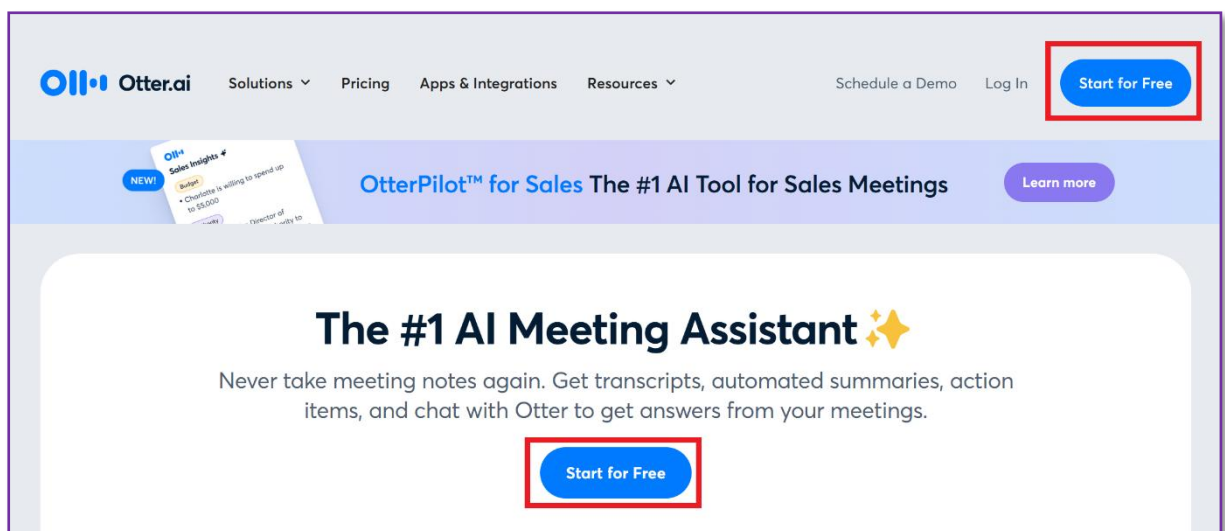 Otter.ai Solutions Pricing Apps & Integrations Resources Schedule a Demo Log In Start for Free
NEW!
Sales Insights
Budget
• Charlotte is willing to spend up
to $5,000
Director of
OtterPilot™ for Sales The #1 AI Tool for Sales Meetings
Learn more
The #1 AI Meeting Assistant
Never take meeting notes again. Get transcripts, automated summaries, action
items, and chat with Otter to get answers from your meetings.
Start for Free